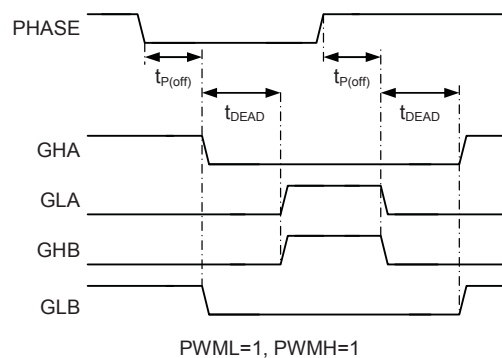 PHASE
tP(off) tP(off)
tDEAD tDEAD
GHA
GLA
GHB
GLB
PWML=1, PWMH=1